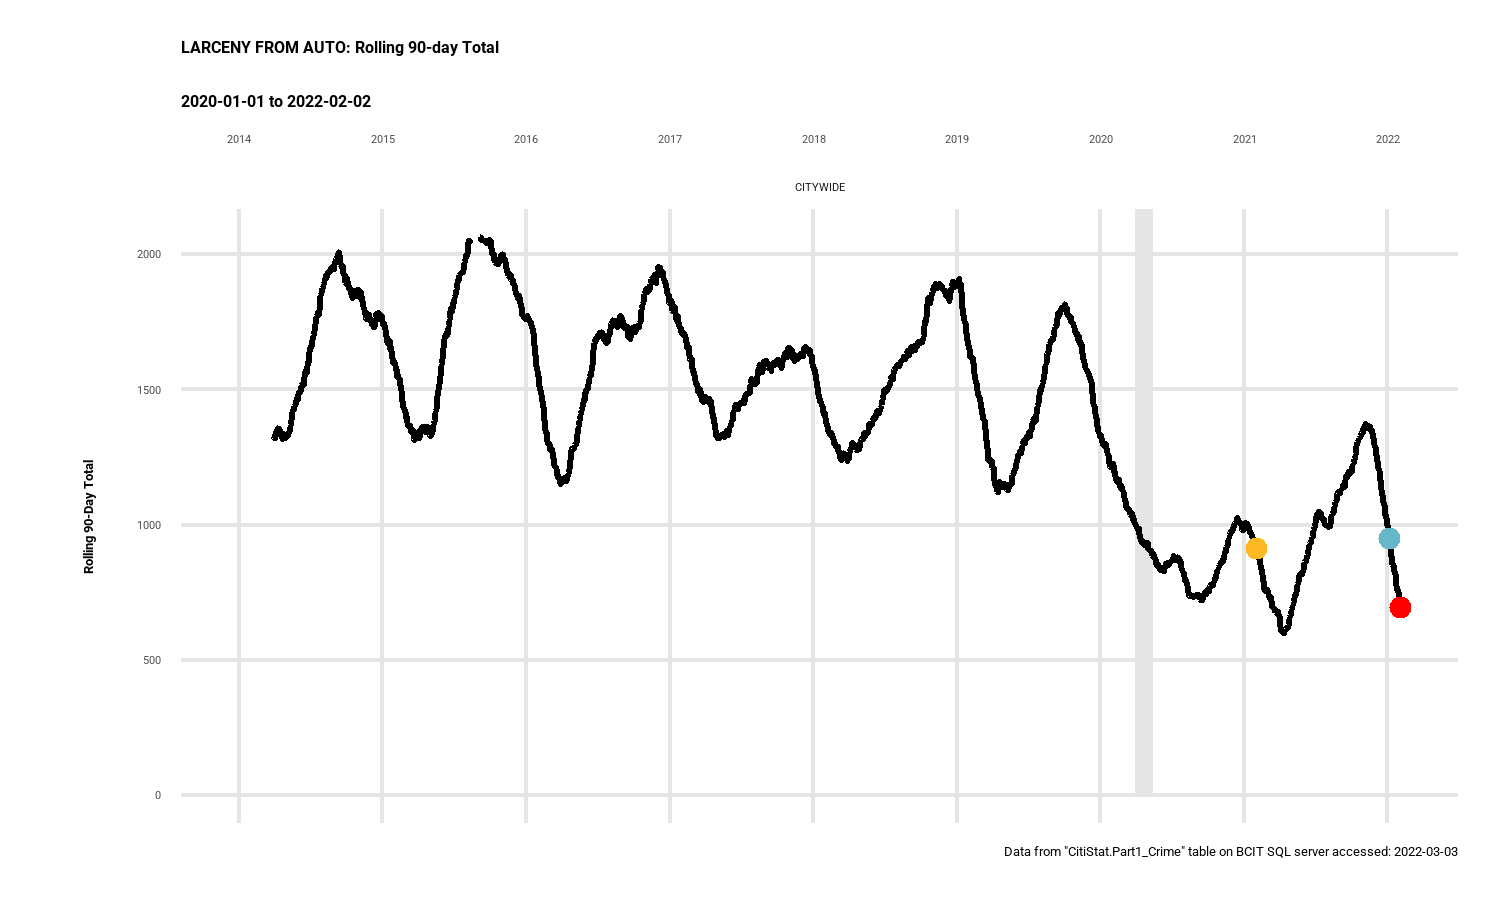 LARCENY FROM AUTO: Rolling 90-day Total
2020-01-01 to 2022-02-02
2014 2015 2016 2017 2018 2019 2020 2021 2022
CITYWIDE
2000
1500
1000
500
0
Rolling 90-Day Total
Data from "CitiStat.Part1_Crime" table on BCIT SQL server accessed: 2022-03-03